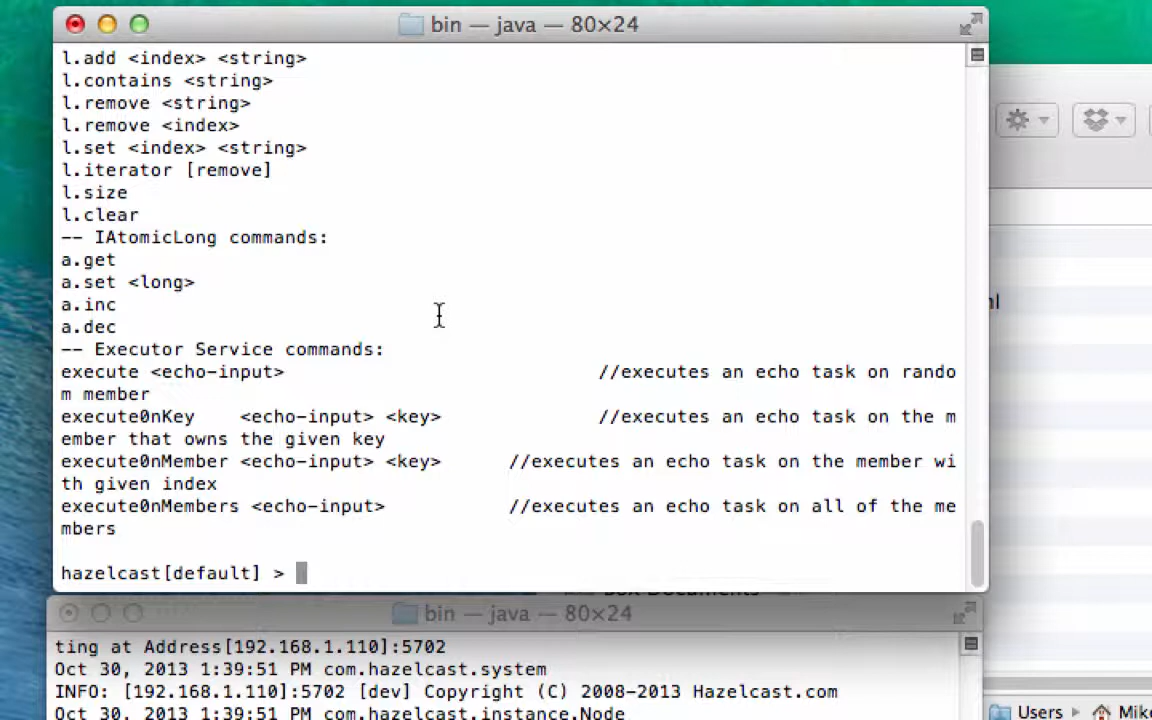 bin — java — 80×24
l.add <index> <string>
l.contains <string>
l.remove <string>
l.remove <index>
l.set <index> <string>
l.iterator [remove]
l.size
l.clear
-- IAtomicLong commands:
a.get
a.set <long>
a.inc
a.dec
-- Executor Service commands:
execute <echo-input> //executes an echo task on rando
m member
execute0nKey <echo-input> <key> //executes an echo task on the m
ember that owns the given key
execute0nMember <echo-input> <key> //executes an echo task on the member wi
th given index
execute0nMembers <echo-input> //executes an echo task on all of the me
mbers
hazelcast[default] >
bin — java — 80×24
ting at Address[192.168.1.110]:5702
Oct 30, 2013 1:39:51 PM com.hazelcast.system
INFO: [192.168.1.110]:5702 [dev] Copyright (C) 2008-2013 Hazelcast.com
Oct 30, 2013 1:39:51 PM com.hazelcast.instance.Node
Users